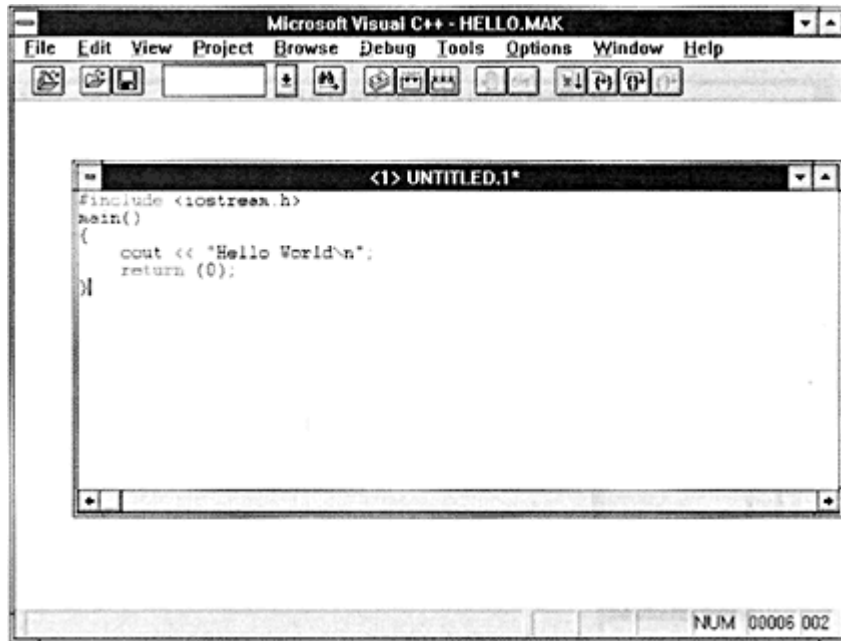 Microsoft Visual C++ - HELLO.MAK
File Edit View Project Browse Debug Tools Options Window Help
<1> UNTITLED.1*
#include <iostream.h>
main()
{
    cout << "Hello World\n";
    return (0);
}
NUM 00006 002